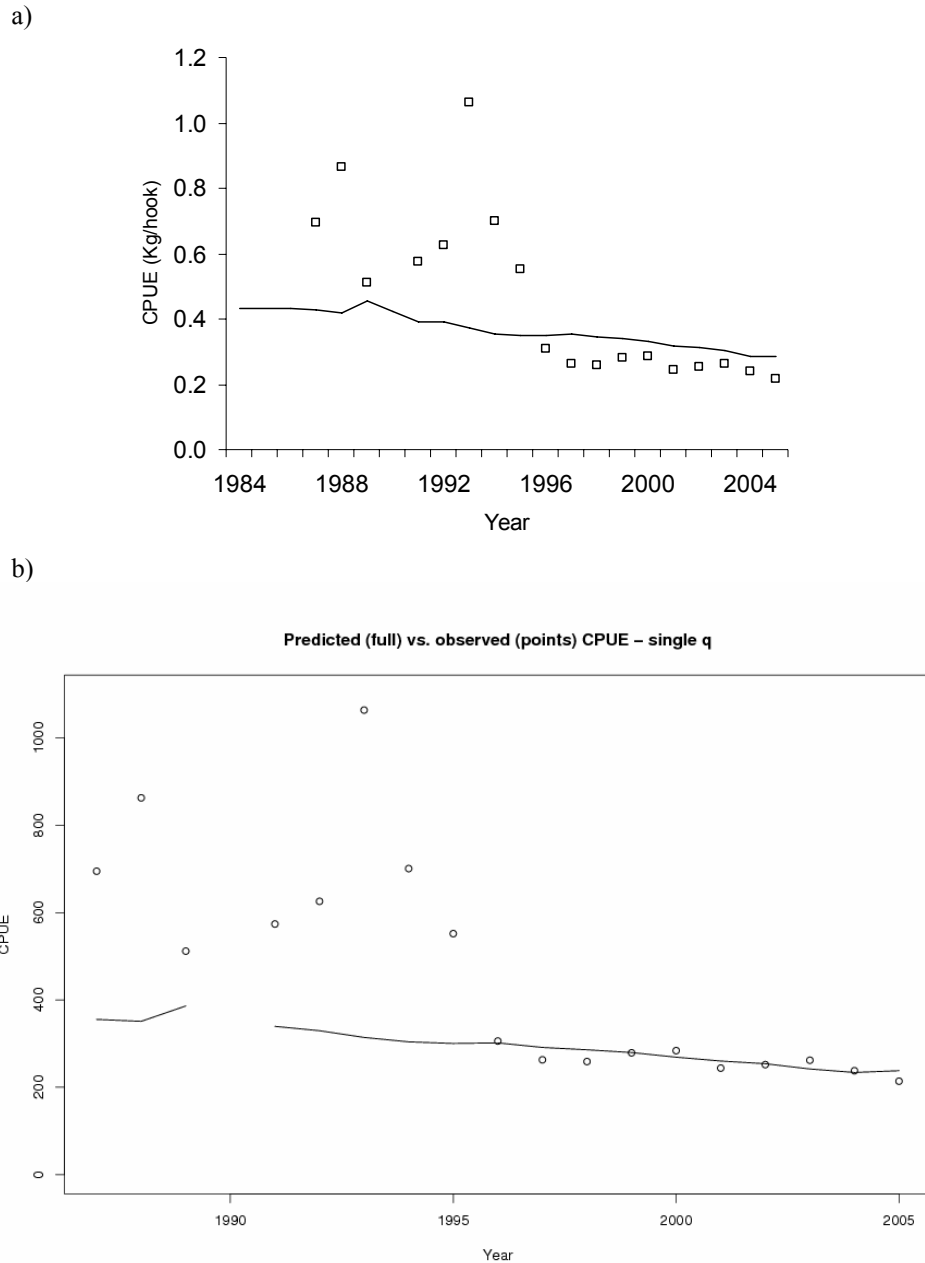 a)
1.2
1.0
0.8
0.6
0.4
0.2
0.0
CPUE (Kg/hook)
1984 1988 1992 1996 2000 2004
Year
b)
Predicted (full) vs. observed (points) CPUE – single q
1000
800
600
400
200
0
CPUE
1990 1995 2000 2005
Year